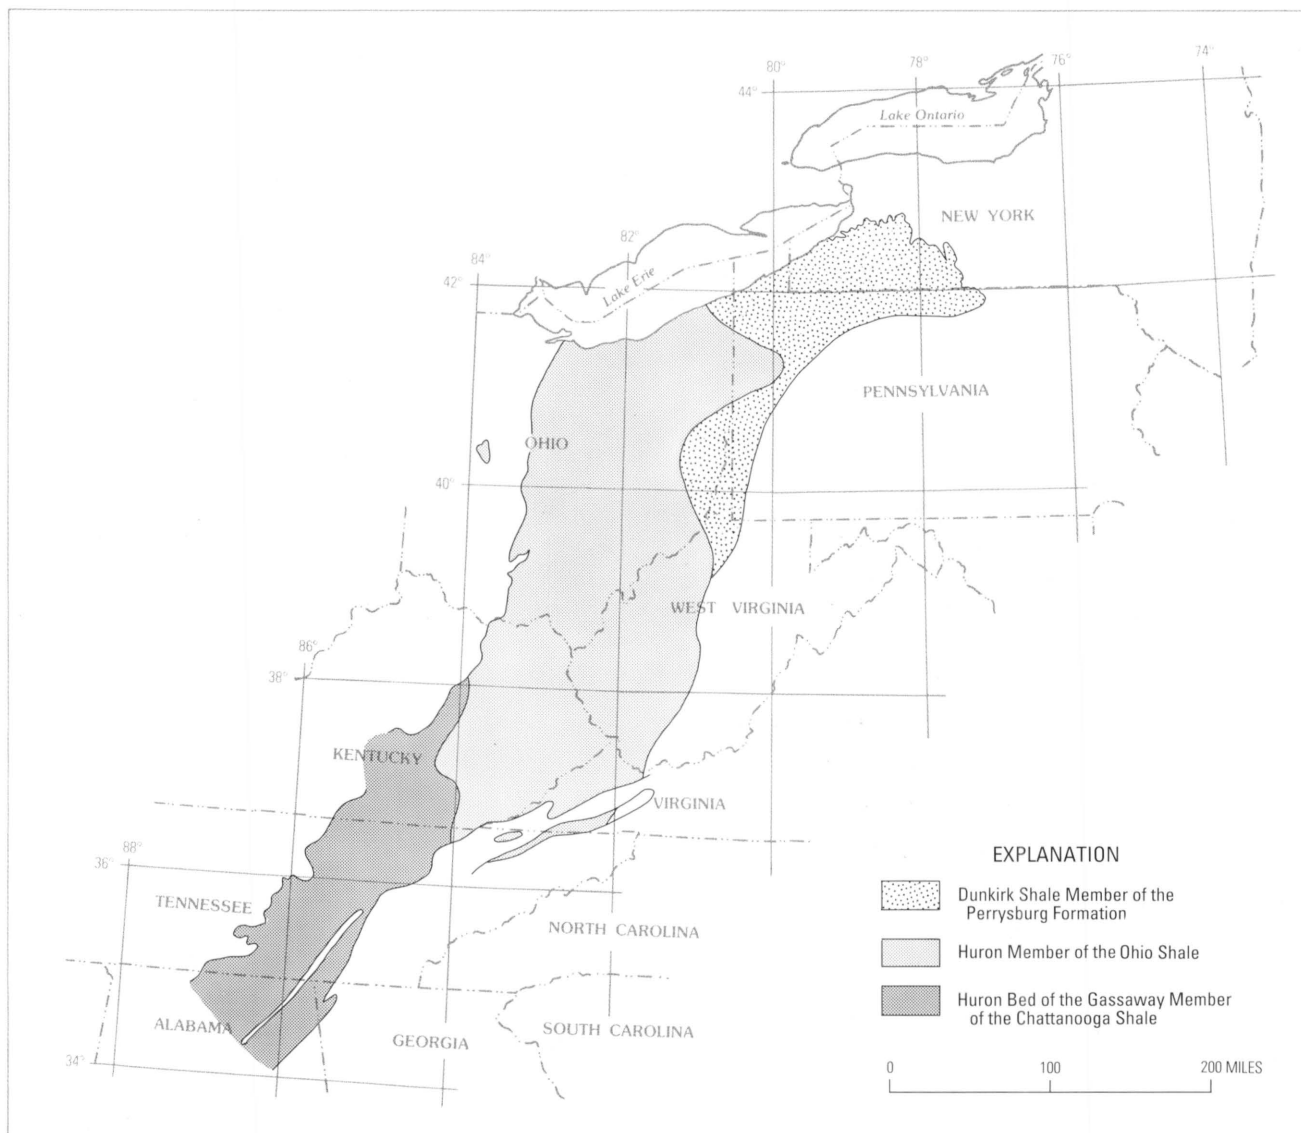 74°
76°
78°
80°
44°
Lake Ontario
NEW YORK
82°
84°
42°
Lake Erie
PENNSYLVANIA
OHIO
40°
WEST VIRGINIA
86°
38°
KENTUCKY
VIRGINIA
88°
36°
TENNESSEE
NORTH CAROLINA
ALABAMA
GEORGIA
SOUTH CAROLINA
34°
EXPLANATION
Dunkirk Shale Member of the
Perrysburg Formation
Huron Member of the Ohio Shale
Huron Bed of the Gassaway Member
of the Chattanooga Shale
0 100 200 MILES